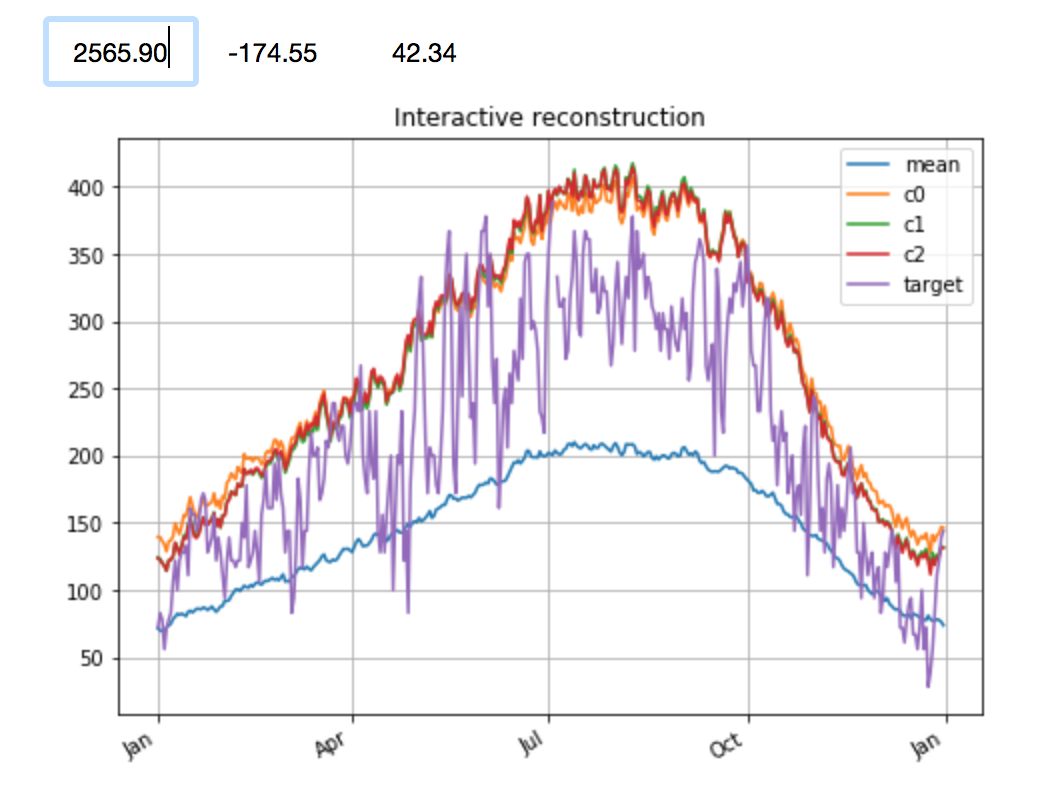 2565.90 -174.55 42.34
Interactive reconstruction
mean
c0
c1
c2
target
400
350
300
250
200
150
100
50
Jan Apr Jul Oct Jan